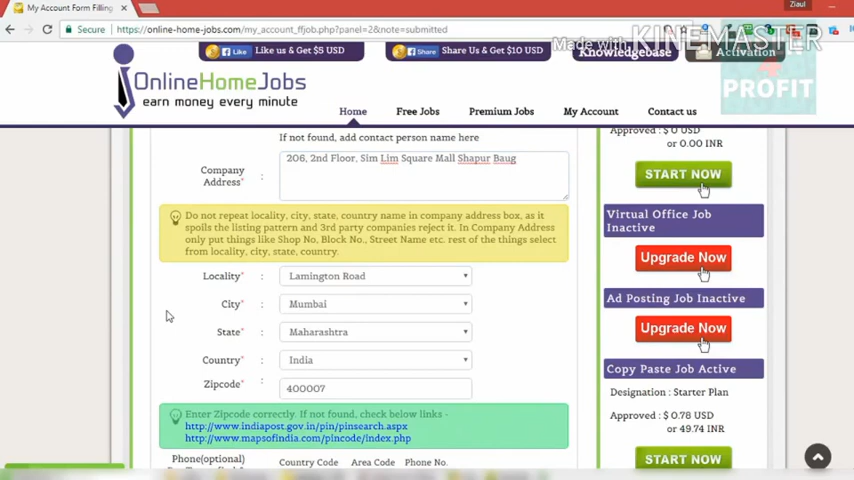 My Account Form Filling
Ziaul
Secure https://online-home-jobs.com/my_account_ffjob.php?panel=2&note=submitted
Made with KINEMASTER
Like Like us & Get $5 USD
Share Share Us & Get $10 USD
Knowledgebase
Activation
OnlineHomeJobs
earn money every minute
PROFIT
Home
Free Jobs
Premium Jobs
My Account
Contact us
If not found, add contact person name here
Company Address* :
206, 2nd Floor, Sim Lim Square Mall Shapur Baug
Do not repeat locality, city, state, country name in company address box, as it
spoils the listing pattern and 3rd party companies reject it. In Company Address
only put things like Shop No, Block No., Street Name etc. rest of the things select
from locality, city, state, country.
Locality* : Lamington Road
City* : Mumbai
State* : Maharashtra
Country* : India
Zipcode* : 400007
Enter Zipcode correctly. If not found, check below links -
http://www.indiapost.gov.in/pin/pinsearch.aspx
http://www.mapsofindia.com/pincode/index.php
Phone(optional)
Country Code Area Code Phone No.
Approved : $ 0 USD
or 0.00 INR
START NOW
Virtual Office Job
Inactive
Upgrade Now
Ad Posting Job Inactive
Upgrade Now
Copy Paste Job Active
Designation : Starter Plan
Approved : $ 0.78 USD
or 49.74 INR
START NOW